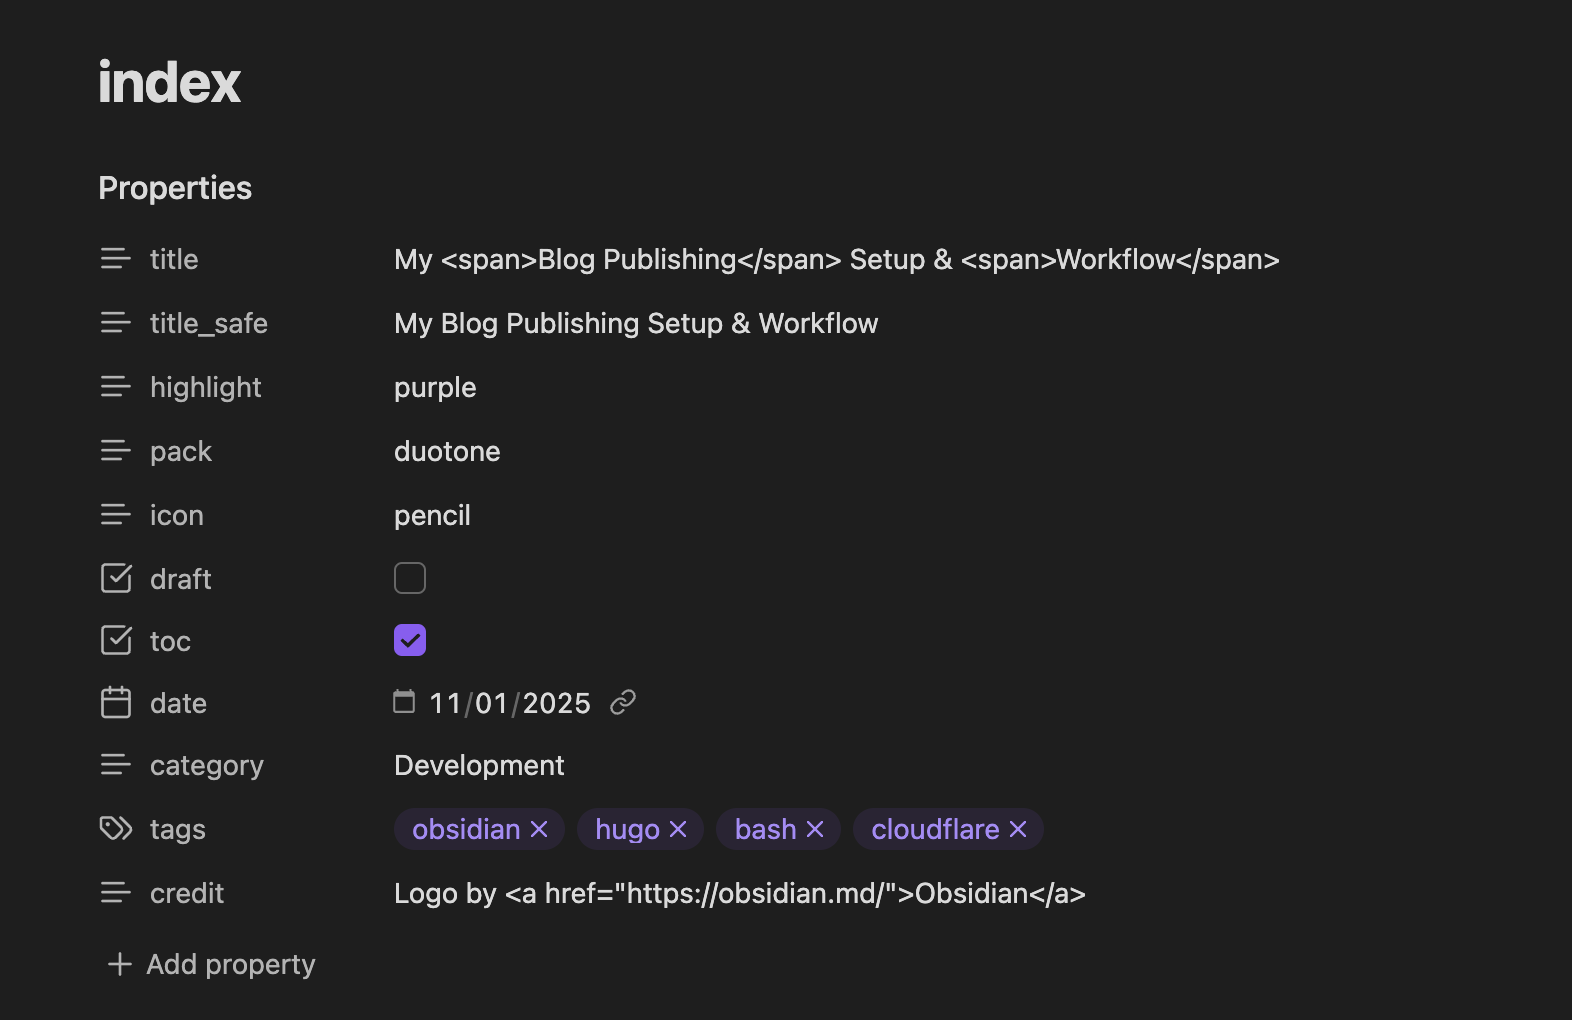 index
Properties
title My <span>Blog Publishing</span> Setup & <span>Workflow</span>
title_safe My Blog Publishing Setup & Workflow
highlight purple
pack duotone
icon pencil
draft
toc
date 11/01/2025
category Development
tags obsidian hugo bash cloudflare
credit Logo by <a href="https://obsidian.md/">Obsidian</a>
Add property